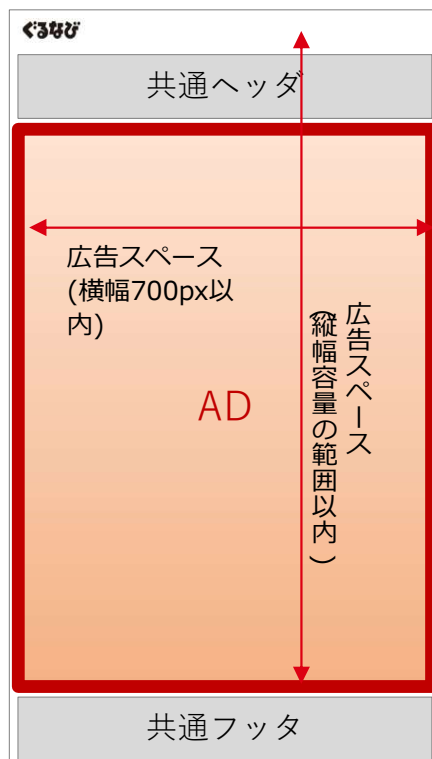 ぐるなび
共通ヘッダ
広告スペース
(横幅700px以
内)
広告スペース
(縦幅容量の範囲以内)
AD
共通フッタ